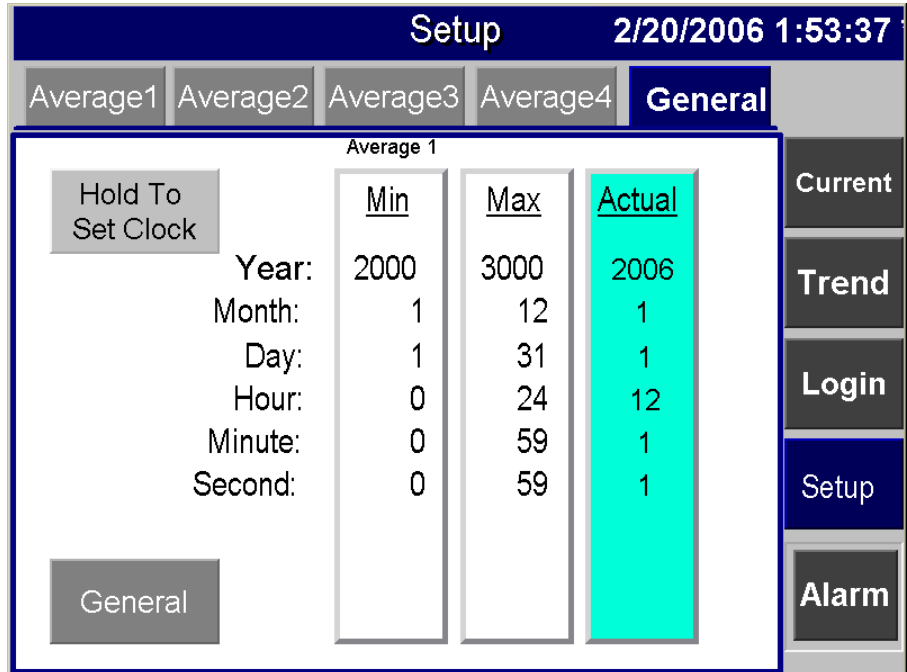 Setup 2/20/2006 1:53:37
Average1 Average2 Average3 Average4 General
Average 1
Hold To
Set Clock
Min Max Actual
Year: 2000 3000 2006
Month: 1 12 1
Day: 1 31 1
Hour: 0 24 12
Minute: 0 59 1
Second: 0 59 1
General
Current
Trend
Login
Setup
Alarm